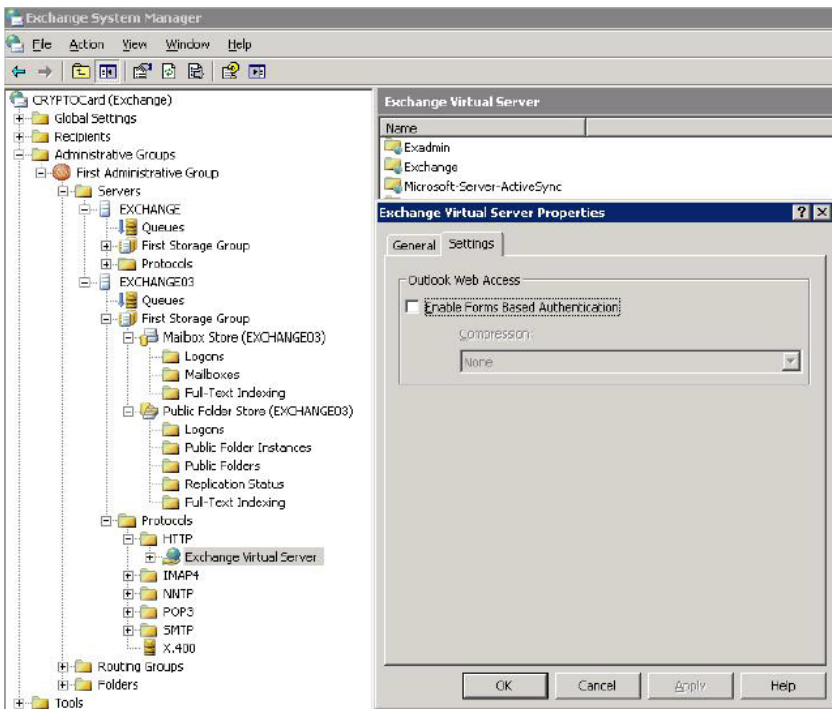 Exchange System Manager
File Action View Window Help
CRYPTOCard (Exchange)
Global Settings
Recipients
Administrative Groups
First Administrative Group
Servers
EXCHANGE
Queues
First Storage Group
Protocols
EXCHANGE03
Queues
First Storage Group
Mailbox Store (EXCHANGE03)
Logons
Mailboxes
Full-Text Indexing
Public Folder Store (EXCHANGE03)
Logons
Public Folder Instances
Public Folders
Replication Status
Full-Text Indexing
Protocols
HTTP
Exchange Virtual Server
IMAP4
NNTP
POP3
SMTP
X.400
Routing Groups
Folders
Tools
Exchange Virtual Server
Name
Exadmin
Exchange
Microsoft-Server-ActiveSync
Exchange Virtual Server Properties
General Settings
Outlook Web Access
Enable Forms Based Authentication
Compression:
None
OK Cancel Apply Help